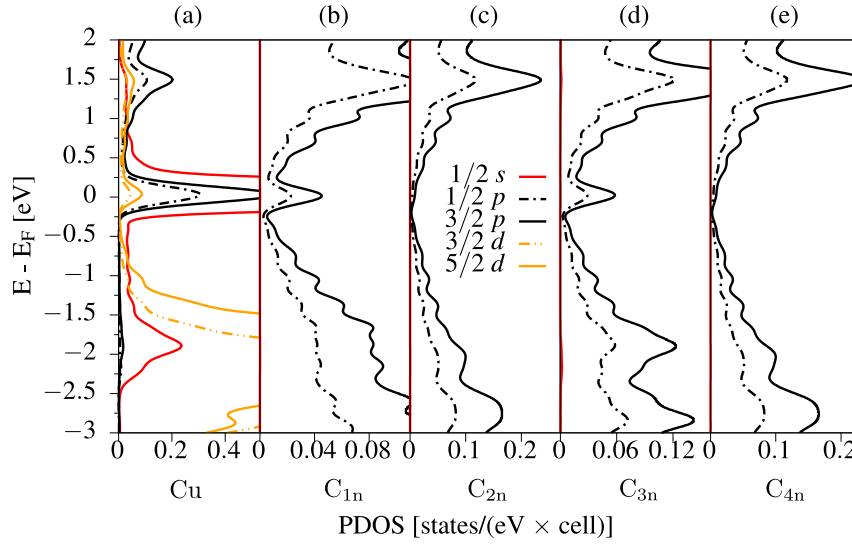 (a) (b) (c) (d) (e)
2
1.5
1
0.5
0
−0.5
−1
−1.5
−2
−2.5
−3
E - E_F [eV]
1/2 s
1/2 p
3/2 p
3/2 d
5/2 d
0 0.2 0.4 0 0.04 0.08 0 0.1 0.2 0 0.06 0.12 0 0.1 0.2
Cu C_1n C_2n C_3n C_4n
PDOS [states/(eV × cell)]